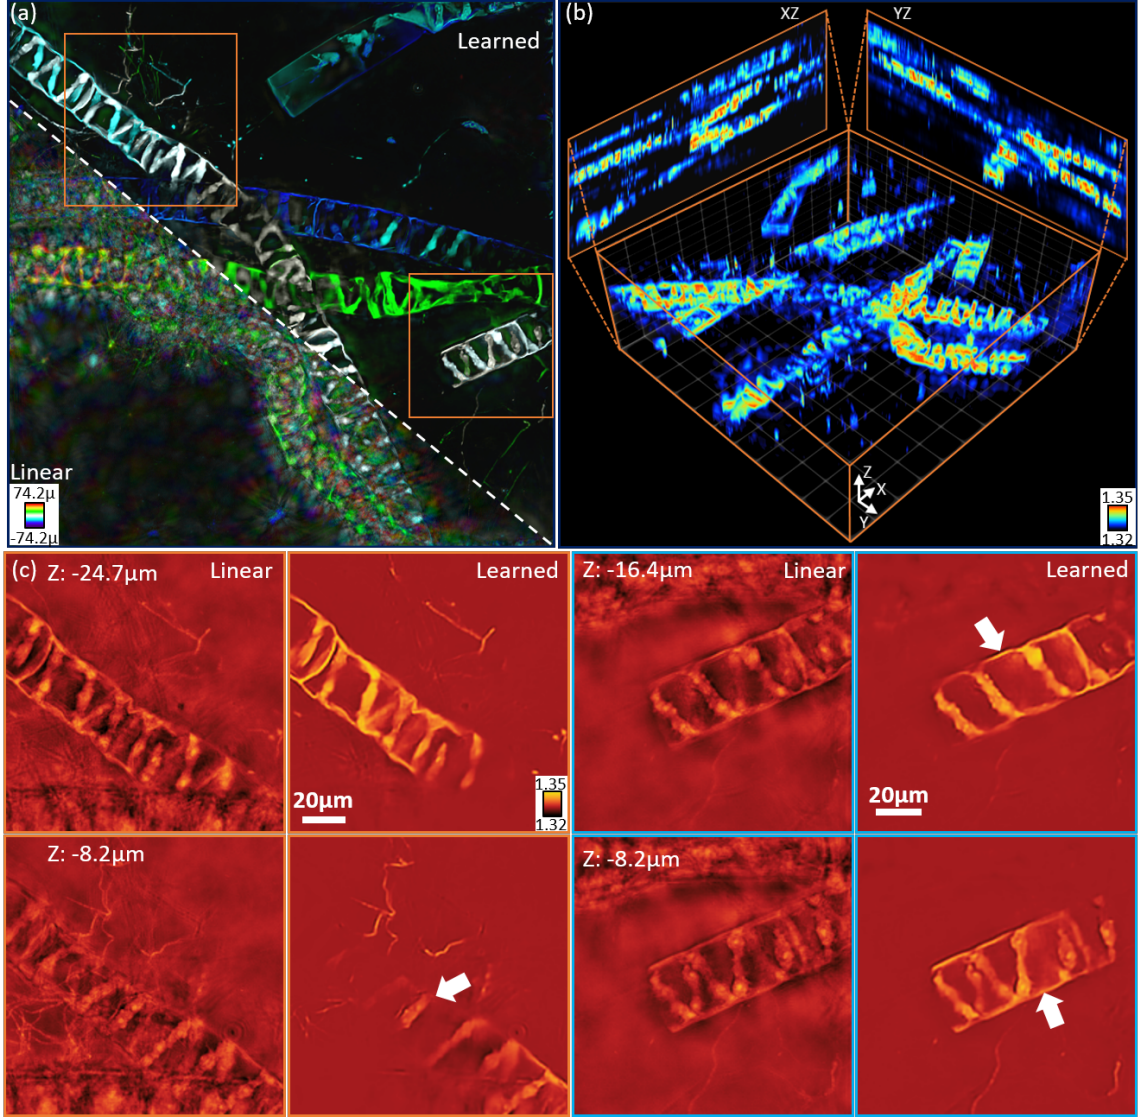 (a)
Learned
Linear
74.2μ
-74.2μ
(b)
XZ
YZ
Z
X
Y
1.35
1.32
(c)
Z: -24.7μm
Linear
Learned
20μm
1.35
1.32
Z: -16.4μm
Linear
Learned
20μm
Z: -8.2μm
Z: -8.2μm